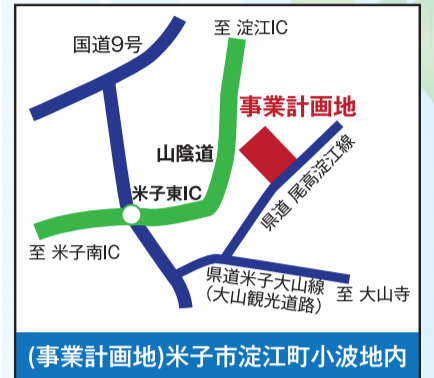 至 淀江IC
国道9号
事業計画地
山陰道
米子東IC
県道 尾高淀江線
至 米子南IC
県道米子大山線
(大山観光道路)
至 大山寺
(事業計画地)米子市淀江町小波地内